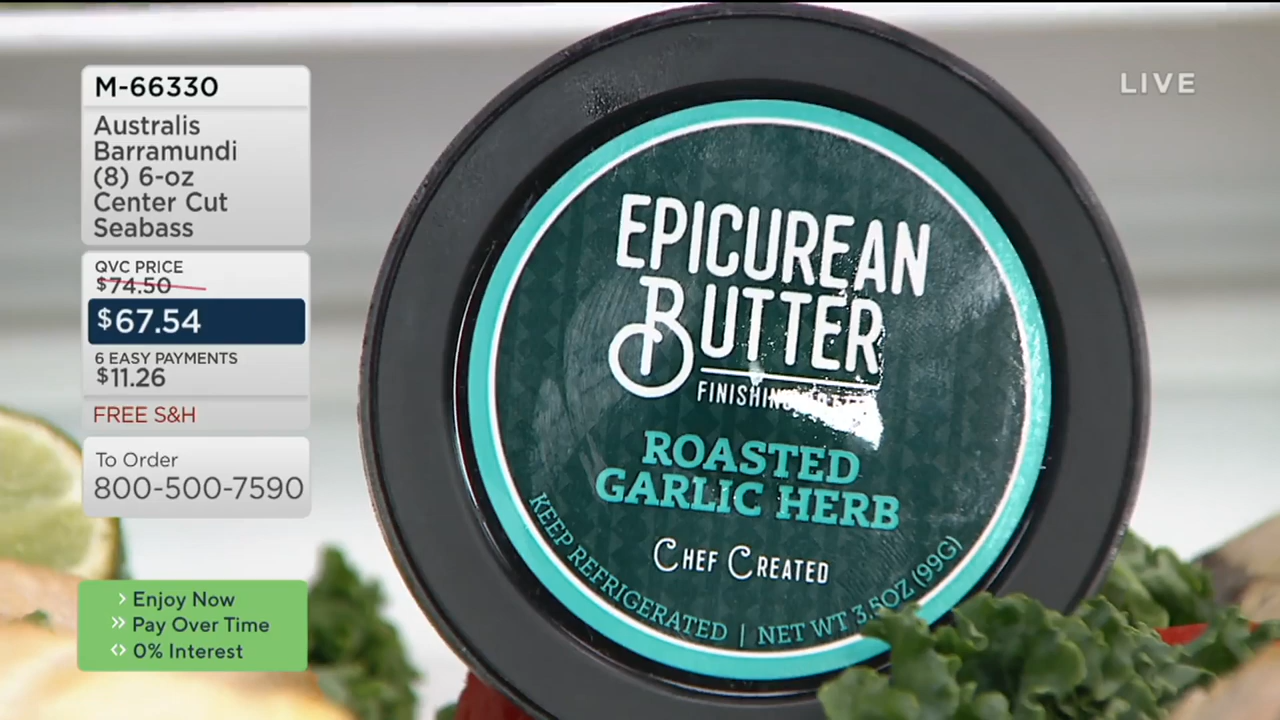 M-66330
Australis
Barramundi
(8) 6-oz
Center Cut
Seabass
QVC PRICE
$74.50
$67.54
6 EASY PAYMENTS
$11.26
FREE S&H
To Order
800-500-7590
> Enjoy Now
>> Pay Over Time
<> 0% Interest
LIVE
EPICUREAN
BUTTER
FINISHING
ROASTED
GARLIC HERB
CHEF CREATED
KEEP REFRIGERATED | NET WT 3.5OZ (99G)